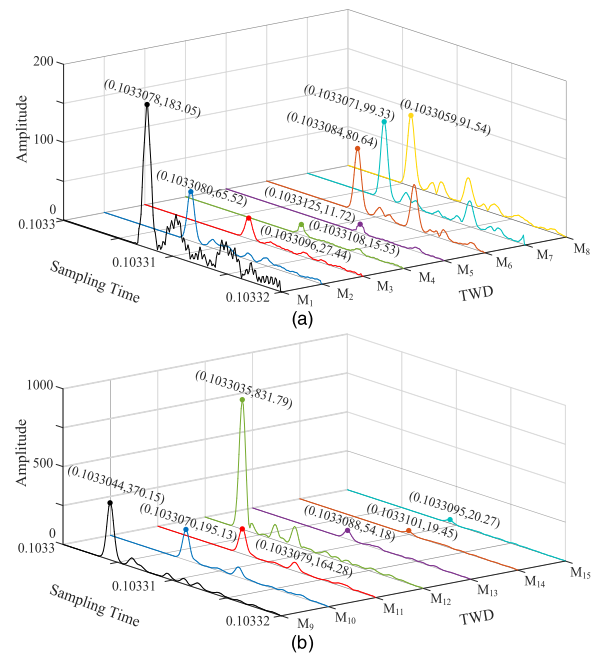 200
100
0
Amplitude
(0.1033078,183.05)
(0.1033071,99.33)
(0.1033059,91.54)
(0.1033084,80.64)
(0.1033080,65.52)
(0.1033125,11.72)
(0.1033108,15.53)
(0.1033096,27.44)
0.1033
0.10331
0.10332
Sampling Time
M1
M2
M3
M4
M5
M6
M7
M8
TWD
(a)
1000
500
0
Amplitude
(0.1033035,831.79)
(0.1033044,370.15)
(0.1033070,195.13)
(0.1033079,164.28)
(0.1033088,54.18)
(0.1033101,19.45)
(0.1033095,20.27)
0.1033
0.10331
0.10332
Sampling Time
M9
M10
M11
M12
M13
M14
M15
TWD
(b)